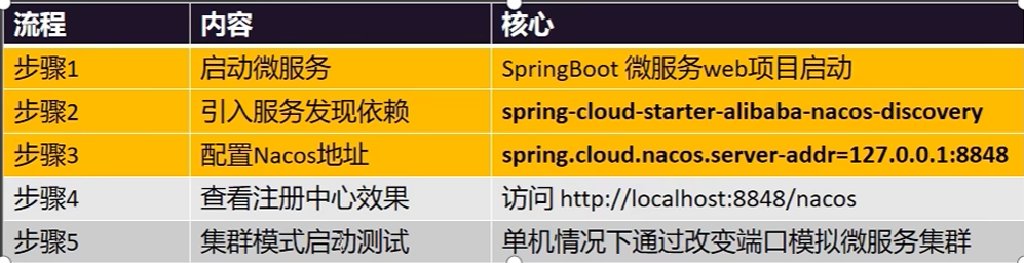 流程 内容 核心
步骤1 启动微服务 SpringBoot 微服务web项目启动
步骤2 引入服务发现依赖 spring-cloud-starter-alibaba-nacos-discovery
步骤3 配置Nacos地址 spring.cloud.nacos.server-addr=127.0.0.1:8848
步骤4 查看注册中心效果 访问 http://localhost:8848/nacos
步骤5 集群模式启动测试 单机情况下通过改变端口模拟微服务集群